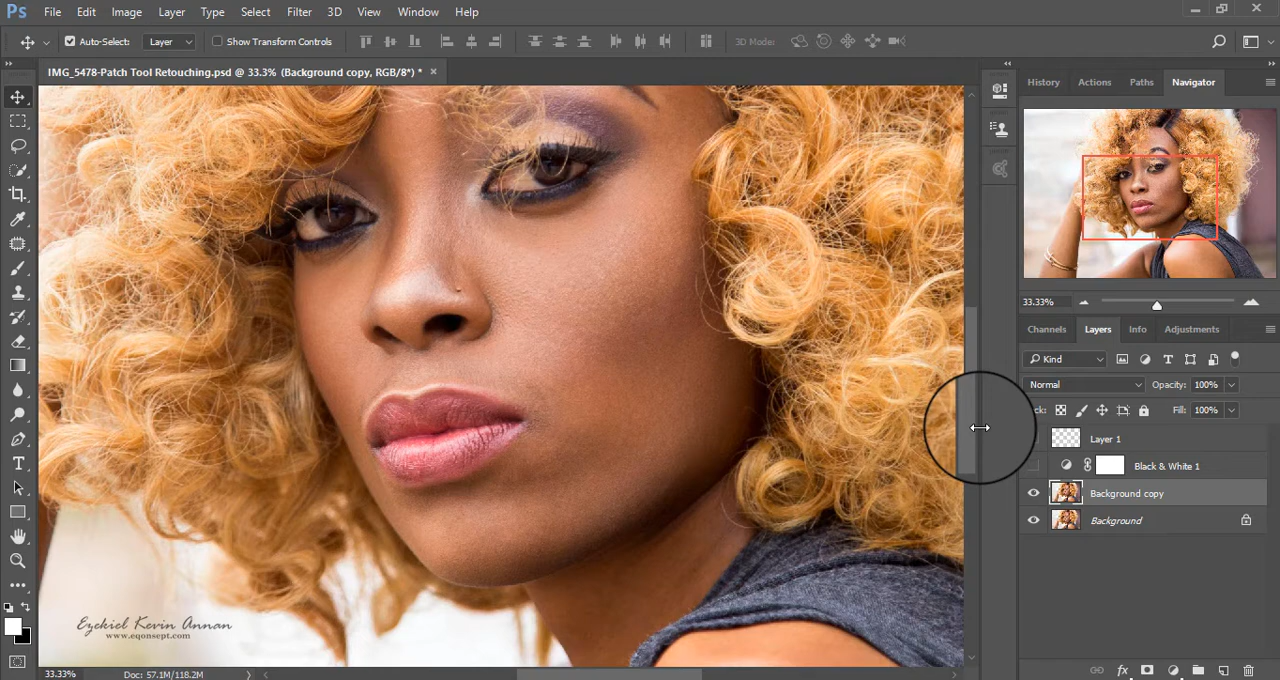 Ps File Edit Image Layer Type Select Filter 3D View Window Help
Auto-Select: Layer Show Transform Controls 3D Mode:
IMG_5478-Patch Tool Retouching.psd @ 33.3% (Background copy, RGB/8*) * ×
History Actions Paths Navigator
33.33%
Channels Layers Info Adjustments
Kind
Normal Opacity: 100%
Fill: 100%
Layer 1
Black & White 1
Background copy
Background
fx
Ezekiel Kevin Annan
www.eqonsept.com
33.33% Doc: 57.1M/118.2M